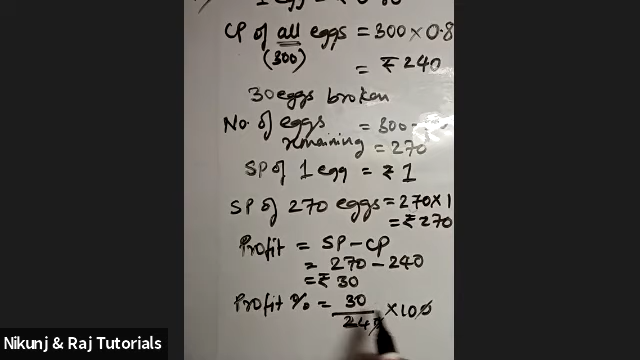 CP of all eggs = 300 × 0.8
(300)
= ₹ 240
30 eggs broken
No. of eggs remaining = 300 -
= 270
SP of 1 egg = ₹ 1
SP of 270 eggs = 270 × 1
= ₹ 270
Profit = SP - CP
= 270 - 240
= ₹ 30
Profit % = 30/240 × 100
Nikunj & Raj Tutorials